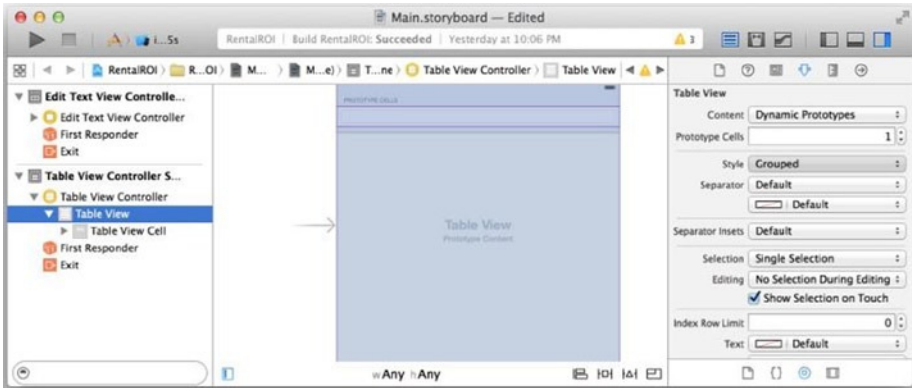 Main.storyboard — Edited
i...5s
RentalROI | Build RentalROI: Succeeded | Yesterday at 10:06 PM
1
RentalROI
R...OI
M...
M...e)
T...ne
Table View Controller
Table View
Edit Text View Controlle...
Edit Text View Controller
First Responder
Exit
Table View Controller S...
Table View Controller
Table View
Table View Cell
First Responder
Exit
PROTOTYPE CELLS
Table View
Prototype Content
wAny hAny
Table View
Content Dynamic Prototypes
Prototype Cells 1
Style Grouped
Separator Default
Default
Separator Insets Default
Selection Single Selection
Editing No Selection During Editing
Show Selection on Touch
Index Row Limit 0
Text Default